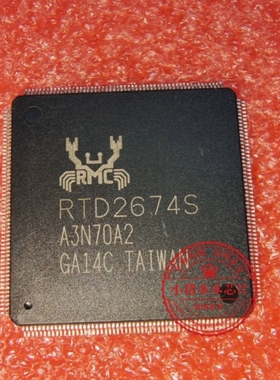 RMC
RTD2674S
A3N70A2
GA14C TAIWAN